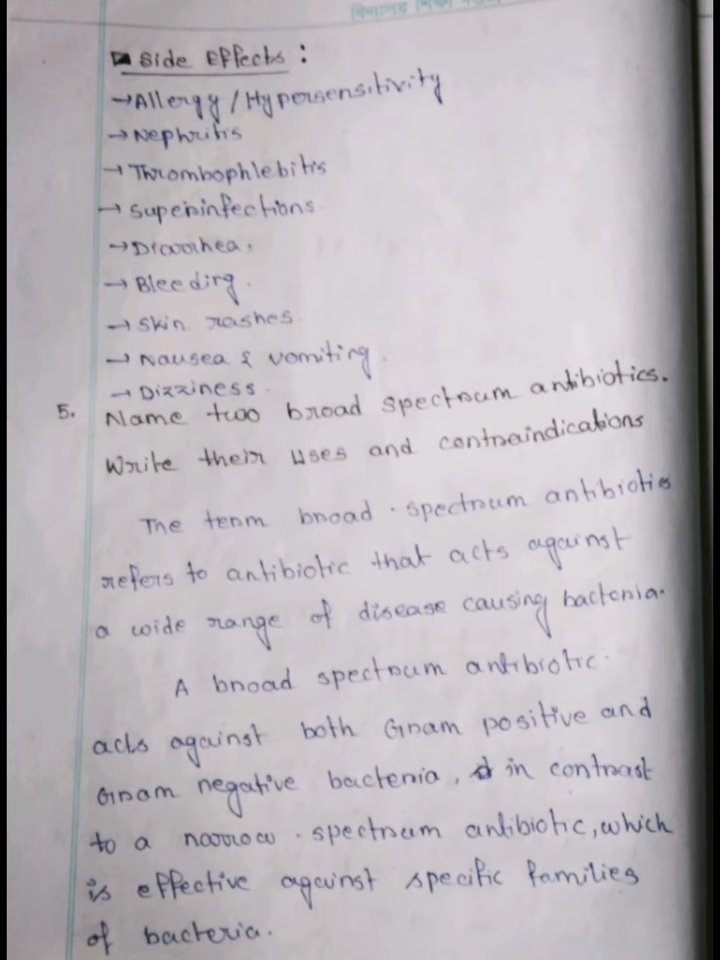 ▶ Side Effects :
→ Allergy / Hypersensitivity
→ Nephritis
→ Thrombophlebitis
→ Superinfections
→ Diarrhea.
→ Bleeding.
→ Skin rashes
→ Nausea & vomiting.
→ Dizziness.
5. Name two broad spectrum antibiotics.
Write their uses and contraindications
The term broad-spectrum antibiotics
refers to antibiotic that acts against
a wide range of disease causing bacteria.
A broad spectrum antibiotic.
acts against both Gram positive and
Gram negative bacteria, in contrast
to a narrow-spectrum antibiotic, which
is effective against specific families
of bacteria.